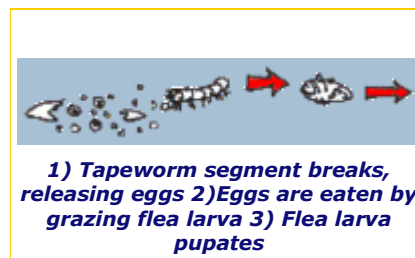 1) Tapeworm segment breaks,
releasing eggs 2)Eggs are eaten by
grazing flea larva 3) Flea larva
pupates